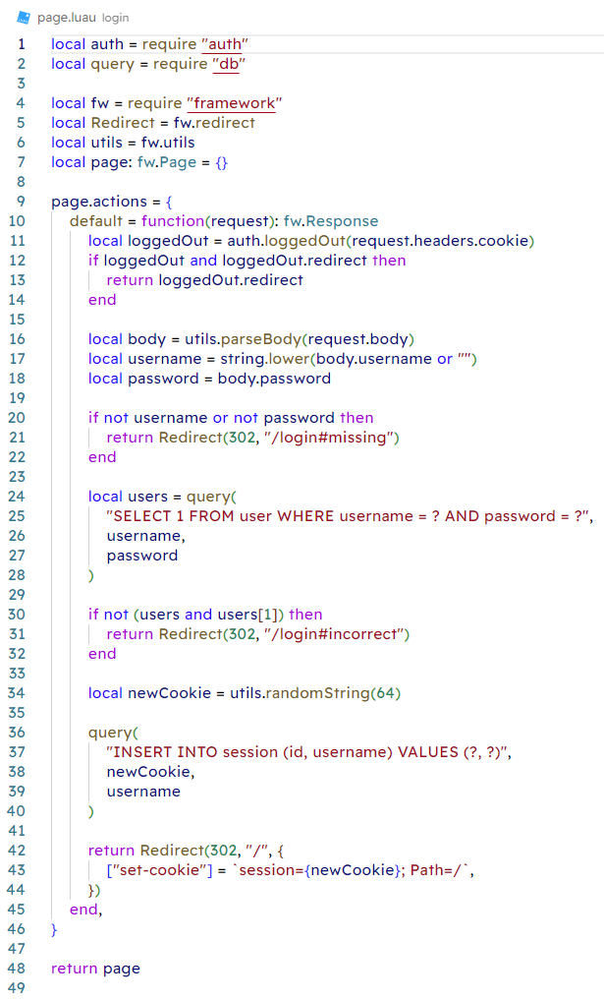 page.luau login
1 local auth = require "auth"
2 local query = require "db"
3
4 local fw = require "framework"
5 local Redirect = fw.redirect
6 local utils = fw.utils
7 local page: fw.Page = {}
8
9 page.actions = {
10 default = function(request): fw.Response
11 local loggedOut = auth.loggedOut(request.headers.cookie)
12 if loggedOut and loggedOut.redirect then
13 return loggedOut.redirect
14 end
15
16 local body = utils.parseBody(request.body)
17 local username = string.lower(body.username or "")
18 local password = body.password
19
20 if not username or not password then
21 return Redirect(302, "/login#missing")
22 end
23
24 local users = query(
25 "SELECT 1 FROM user WHERE username = ? AND password = ?",
26 username,
27 password
28 )
29
30 if not (users and users[1]) then
31 return Redirect(302, "/login#incorrect")
32 end
33
34 local newCookie = utils.randomString(64)
35
36 query(
37 "INSERT INTO session (id, username) VALUES (?, ?)",
38 newCookie,
39 username
40 )
41
42 return Redirect(302, "/", {
43 ["set-cookie"] = `session={newCookie}; Path=/`,
44 })
45 end,
46 }
47
48 return page
49